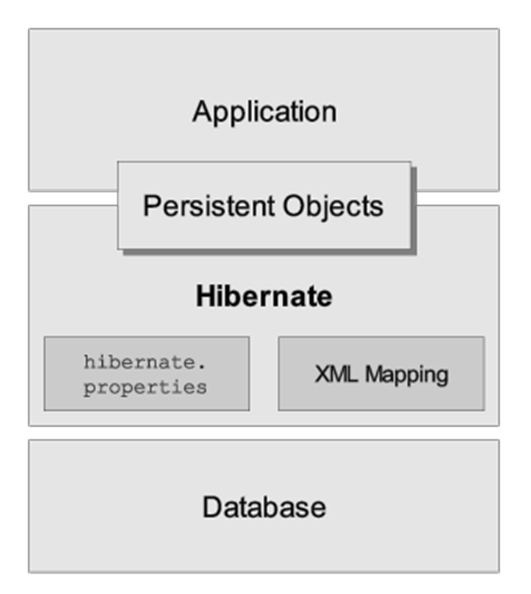 Application
Persistent Objects
Hibernate
hibernate.
properties
XML Mapping
Database